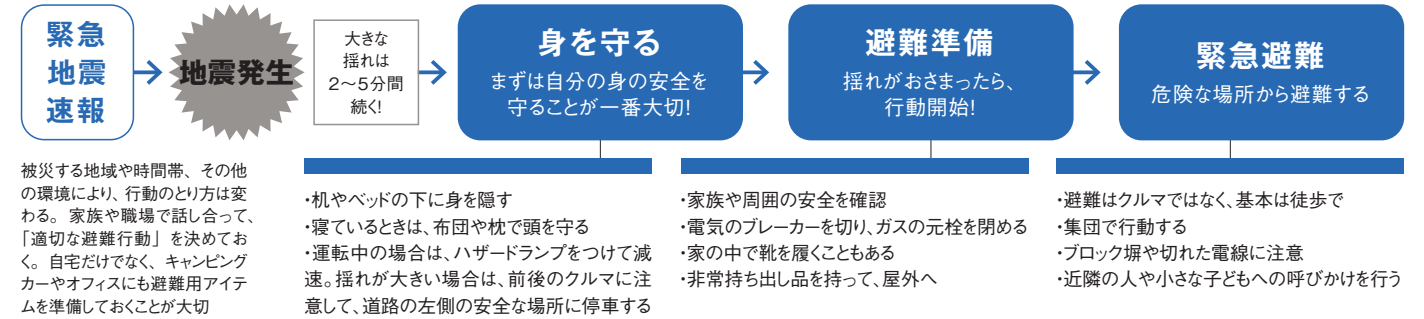 緊急
地震
速報
地震発生
大きな
揺れは
2～5分間
続く!
身を守る
まずは自分の身の安全を
守ることが一番大切!
避難準備
揺れがおさまったら、
行動開始!
緊急避難
危険な場所から避難する
被災する地域や時間帯、その他
の環境により、行動のとり方は変
わる。家族や職場で話し合って、
「適切な避難行動」を決めてお
く。自宅だけでなく、キャンピング
カーやオフィスにも避難用アイテ
ムを準備しておくことが大切
・机やベッドの下に身を隠す
・寝ているときは、布団や枕で頭を守る
・運転中の場合は、ハザードランプをつけて減
速。揺れが大きい場合は、前後のクルマに注
意して、道路の左側の安全な場所に停車する
・家族や周囲の安全を確認
・電気のブレーカーを切り、ガスの元栓を閉める
・家の中で靴を履くこともある
・非常持ち出し品を持って、屋外へ
・避難はクルマではなく、基本は徒歩で
・集団で行動する
・ブロック塀や切れた電線に注意
・近隣の人や小さな子どもへの呼びかけを行う